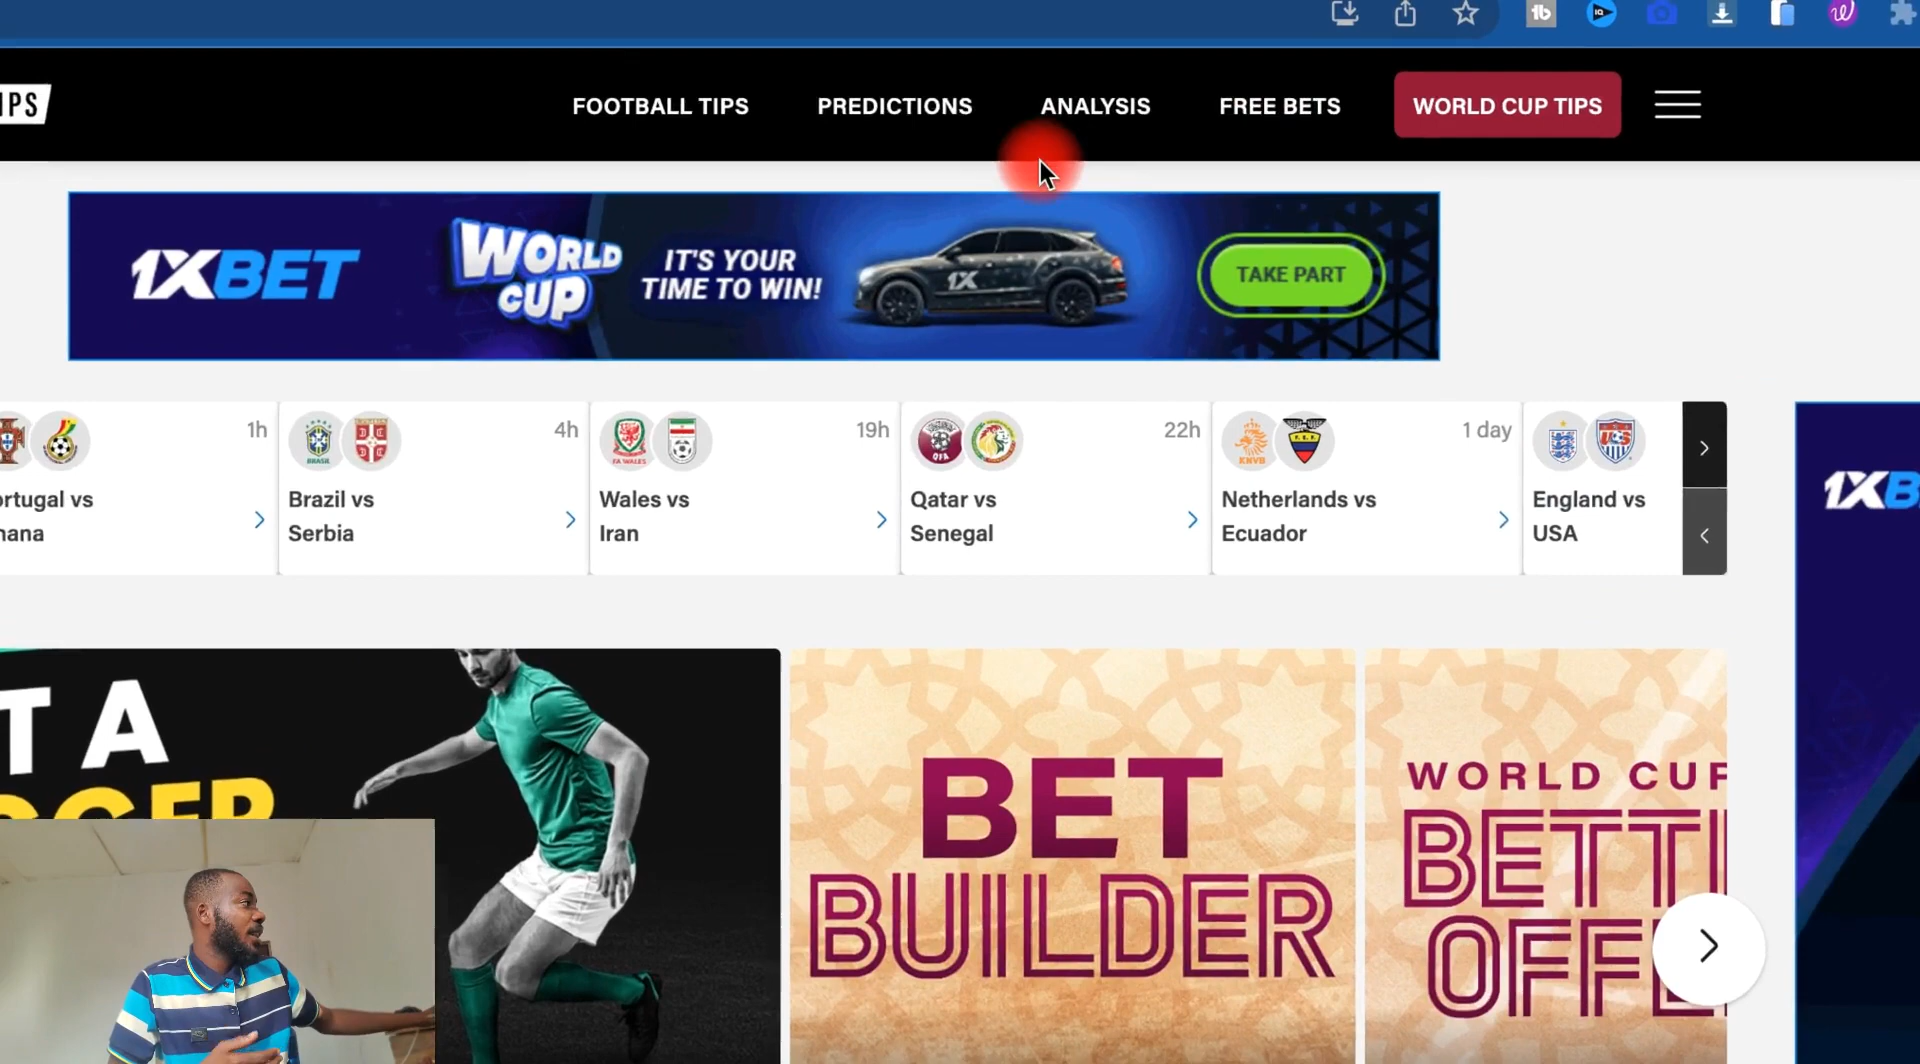 IPS
FOOTBALL TIPS
PREDICTIONS
ANALYSIS
FREE BETS
WORLD CUP TIPS
1XBET
WORLD
CUP
IT'S YOUR
TIME TO WIN!
1X
TAKE PART
1h
rtugal vs
hana
4h
Brazil vs
Serbia
19h
Wales vs
Iran
22h
Qatar vs
Senegal
1 day
Netherlands vs
Ecuador
England vs
USA
1XB
T A
BET
BUILDER
WORLD CUP
BETTI
OFFE